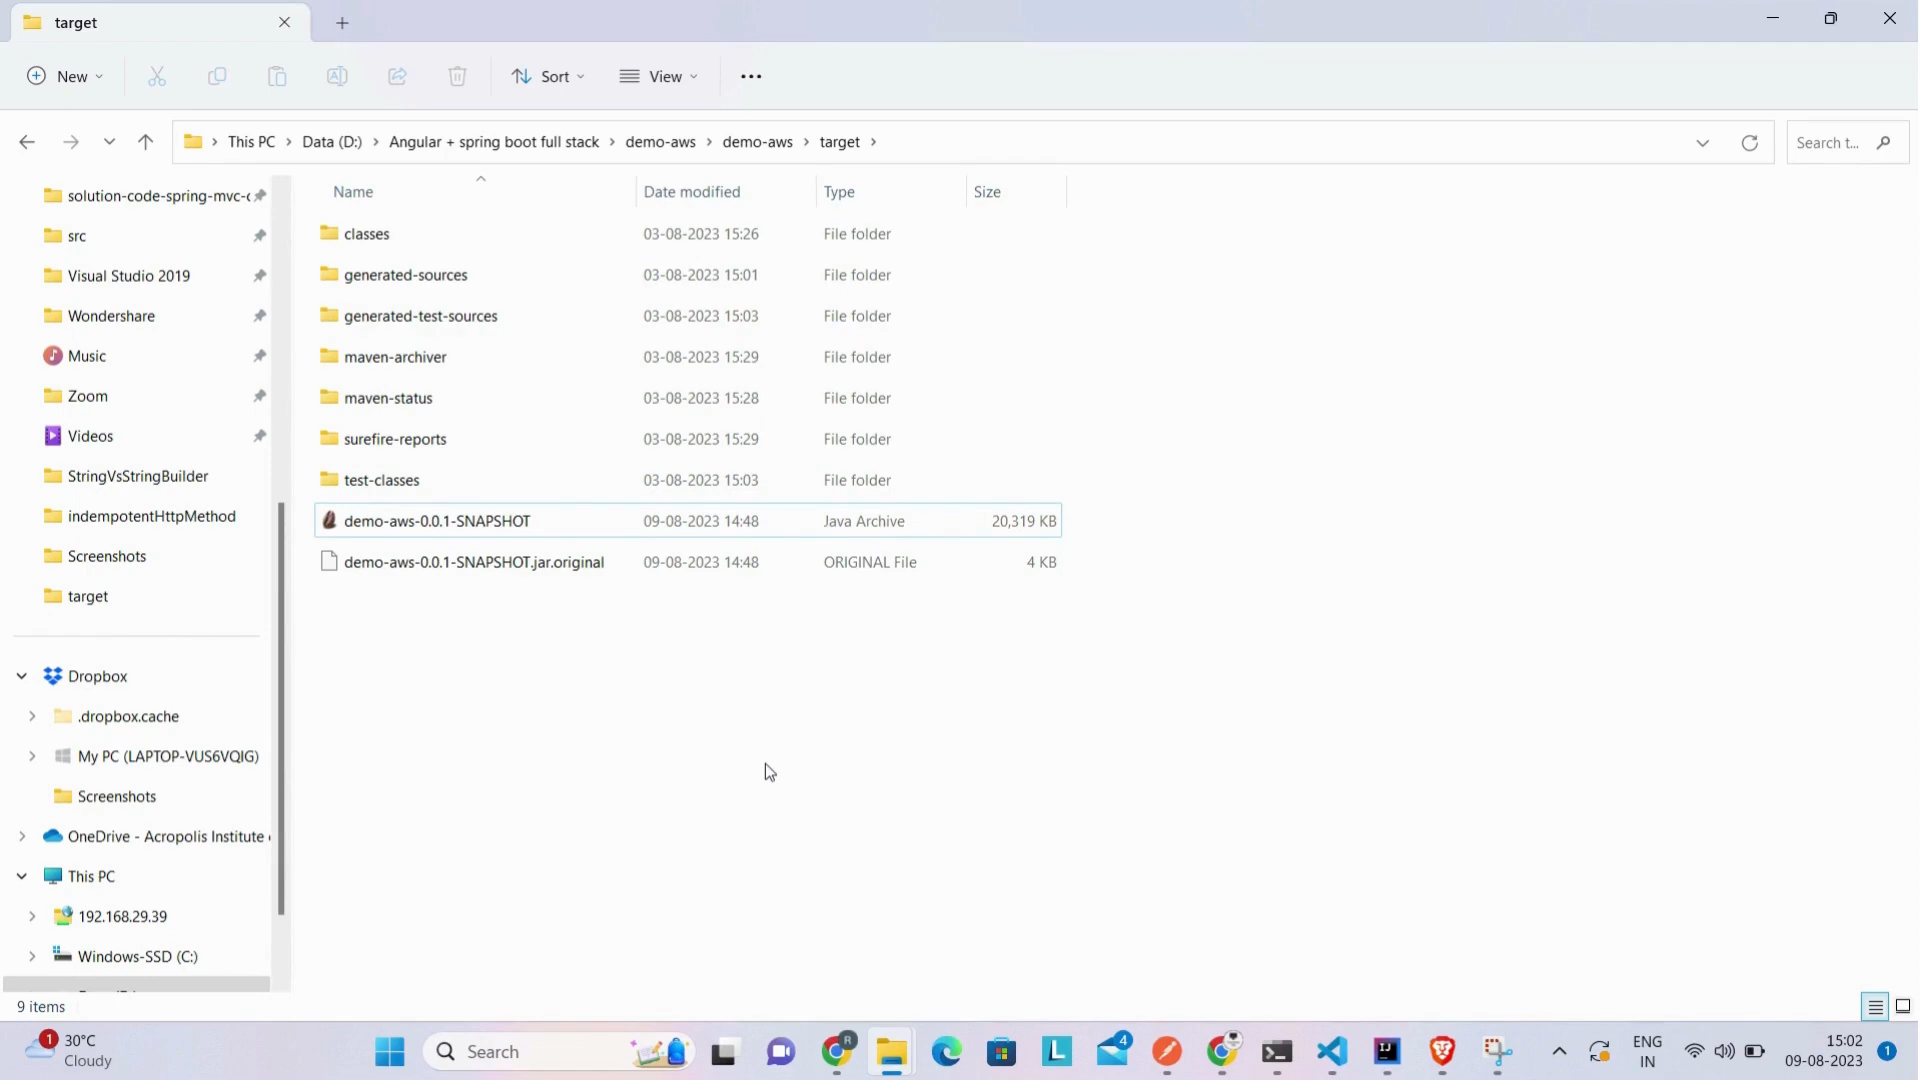 target
New
Sort
View
This PC
Data (D:)
Angular + spring boot full stack
demo-aws
demo-aws
target
Search t...
solution-code-spring-mvc-c
src
Visual Studio 2019
Wondershare
Music
Zoom
Videos
StringVsStringBuilder
indempotentHttpMethod
Screenshots
target
Dropbox
.dropbox.cache
My PC (LAPTOP-VUS6VQIG)
Screenshots
OneDrive - Acropolis Institute
This PC
192.168.29.39
Windows-SSD (C:)
Name Date modified Type Size
classes 03-08-2023 15:26 File folder
generated-sources 03-08-2023 15:01 File folder
generated-test-sources 03-08-2023 15:03 File folder
maven-archiver 03-08-2023 15:29 File folder
maven-status 03-08-2023 15:28 File folder
surefire-reports 03-08-2023 15:29 File folder
test-classes 03-08-2023 15:03 File folder
demo-aws-0.0.1-SNAPSHOT 09-08-2023 14:48 Java Archive 20,319 KB
demo-aws-0.0.1-SNAPSHOT.jar.original 09-08-2023 14:48 ORIGINAL File 4 KB
9 items
1
30°C
Cloudy
Search
R
L
4
ENG
IN
15:02
09-08-2023
1